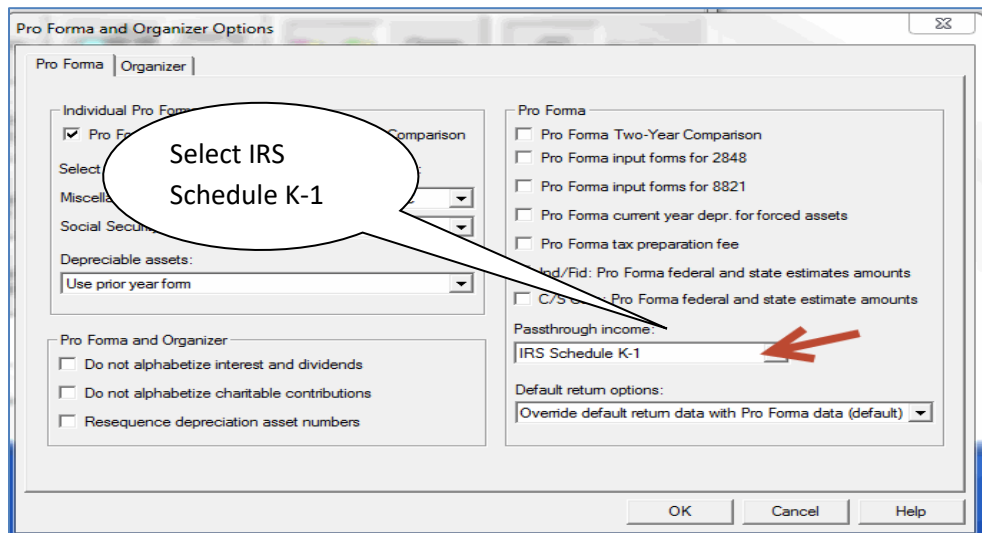 Pro Forma and Organizer Options
Pro Forma
Organizer
Individual Pro
Comparison
Select
Social
Depreciable assets:
Use prior year form
Pro Forma and Organizer
Do not alphabetize interest and dividends
Do not alphabetize charitable contributions
Resequence depreciation asset numbers
Select IRS
Schedule K-1
Pro Forma
Pro Forma Two-Year Comparison
Pro Forma input forms for 2848
Pro Forma input forms for 8821
Pro Forma current year depr. for forced assets
Pro Forma tax preparation fee
Ind/Fid: Pro Forma federal and state estimates amounts
: Pro Forma federal and state estimate amounts
Passthrough income:
IRS Schedule K-1
Default return options:
Override default return data with Pro Forma data (default)
OK
Cancel
Help